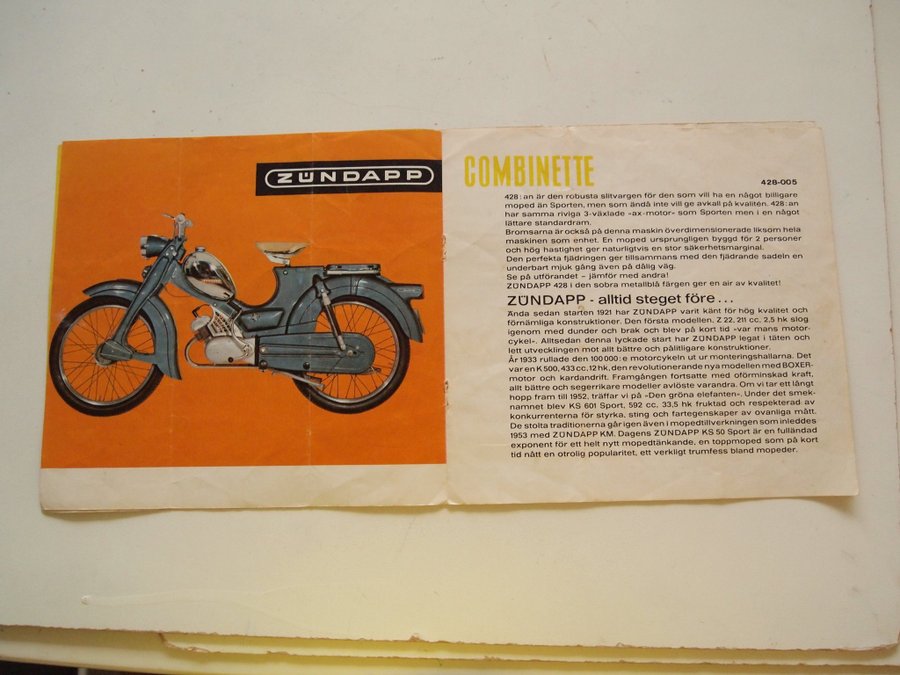 ZÜNDAPP
COMBINETTE
428-005
428:an är den robusta slitvargen för den som vill ha en något billigare
moped än Sporten, men som ändå inte vill ge avkall på kvalitén. 428:an
har samma riviga 3-växlade »ax-motor» som Sporten men i en något
lättare standardram.
Bromsarna är också på denna maskin överdimensionerade liksom hela
maskinen som enhet. En moped ursprungligen byggd för 2 personer
och hög hastighet ger naturligtvis en stor säkerhetsmarginal.
Den perfekta fjädringen ger tillsammans med den fjädrande sadeln en
underbart mjuk gång även på dålig väg.
Se på utförandet - jämför med andra!
ZÜNDAPP 428 i den sobra metallblå färgen ger en air av kvalitet!
ZÜNDAPP - alltid steget före...
Ända sedan starten 1921 har ZÜNDAPP varit känt för hög kvalitet och
förnämliga konstruktioner. Den första modellen, Z 22, 211 cc, 2,5 hk slog
igenom med dunder och brak och blev på kort tid »var mans motor-
cykel». Alltsedan denna lyckade start har ZÜNDAPP legat i täten och
lett utvecklingen mot allt bättre och pålitligare konstruktioner.
År 1933 rullade den 100 000:e motorcykeln ut ur monteringshallarna. Det
var en K 500, 433 cc, 12 hk, den revolutionerande nya modellen med BOXER-
motor och kardandrift. Framgången fortsatte med oförminskad kraft,
allt bättre och segerrikare modeller avlöste varandra. Om vi tar ett långt
hopp fram till 1952, träffar vi på »Den gröna elefanten». Under det smek-
namnet blev KS 601 Sport, 592 cc, 33,5 hk fruktad och respekterad av
konkurrenterna för styrka, sting och fartegenskaper av ovanliga mått.
De stolta traditionerna går igen även i mopedtillverkningen som inleddes
1953 med ZÜNDAPP KM. Dagens ZÜNDAPP KS 50 Sport är en fulländad
exponent för ett helt nytt mopedtänkande, en toppmoped som på kort
tid nått en otrolig popularitet, ett verkligt trumfess bland mopeder.